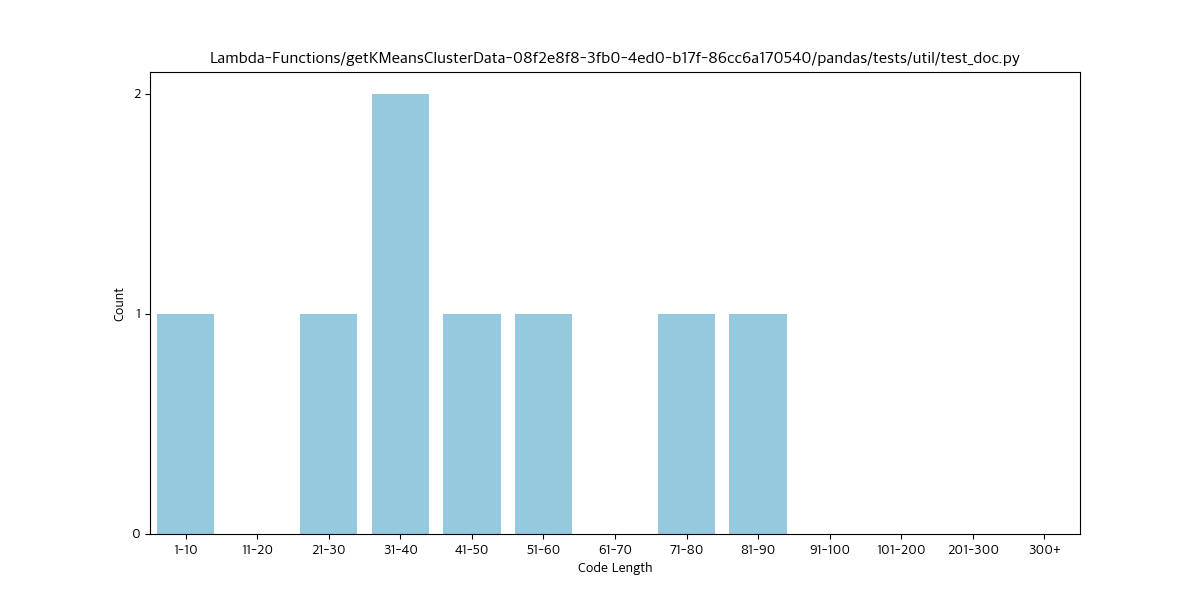 Lambda-Functions/getKMeansClusterData-08f2e8f8-3fb0-4ed0-b17f-86cc6a170540/pandas/tests/util/test_doc.py
2
1
0
Count
1-10 11-20 21-30 31-40 41-50 51-60 61-70 71-80 81-90 91-100 101-200 201-300 300+
Code Length